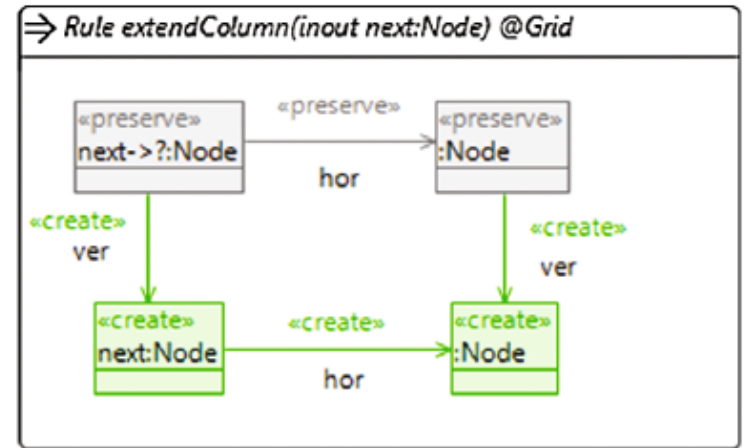 ⇒ Rule extendColumn(inout next:Node) @Grid
«preserve»
«preserve»
«preserve»
next->?:Node
:Node
hor
«create»
«create»
ver
ver
«create»
«create»
«create»
next:Node
:Node
hor